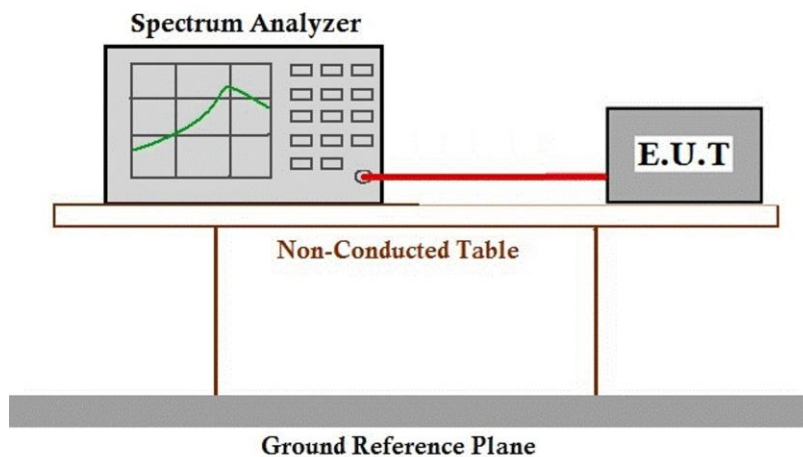 Spectrum Analyzer
E.U.T
Non-Conducted Table
Ground Reference Plane